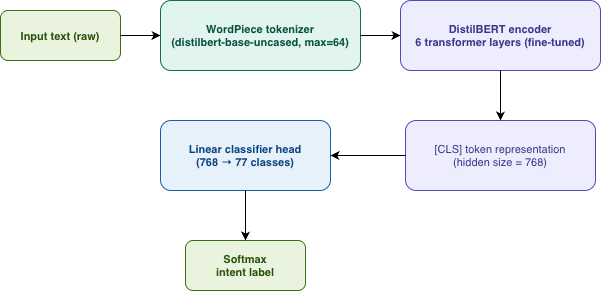 Input text (raw)
WordPiece tokenizer
(distilbert-base-uncased, max=64)
DistilBERT encoder
6 transformer layers (fine-tuned)
[CLS] token representation
(hidden size = 768)
Linear classifier head
(768 → 77 classes)
Softmax
intent label